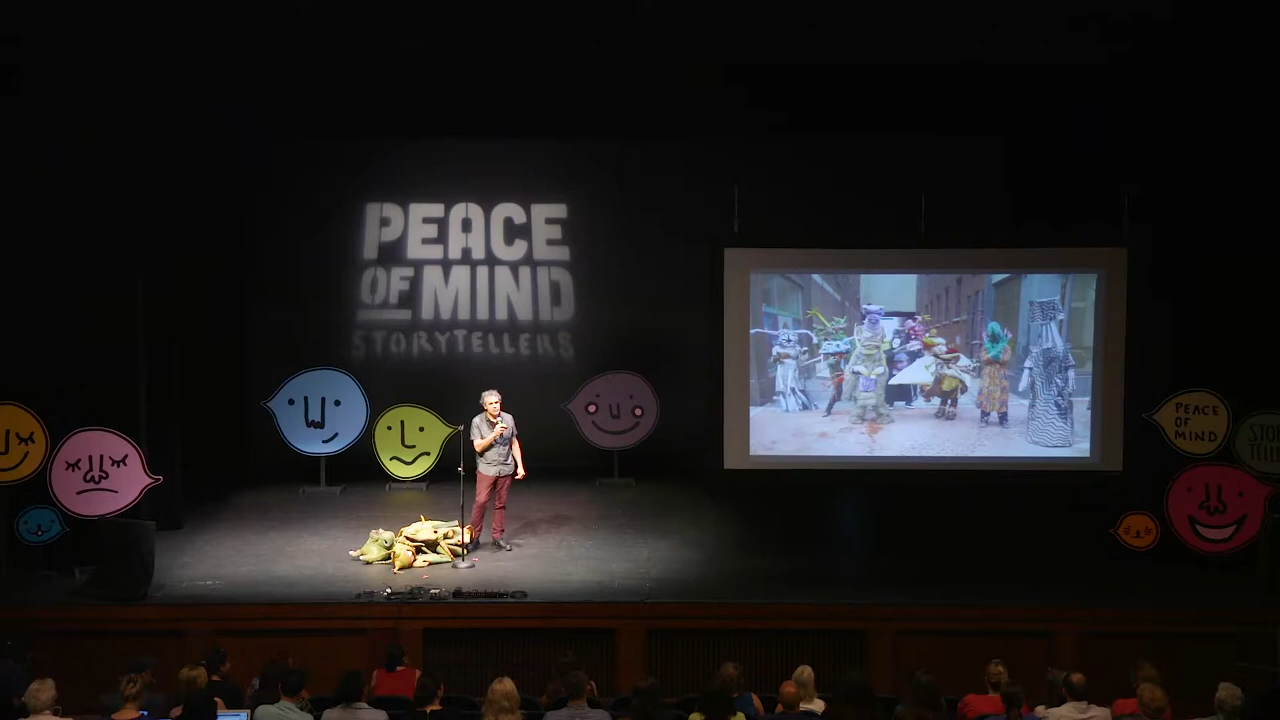 PEACE
OF MIND
STORYTELLERS
PEACE
OF
MIND